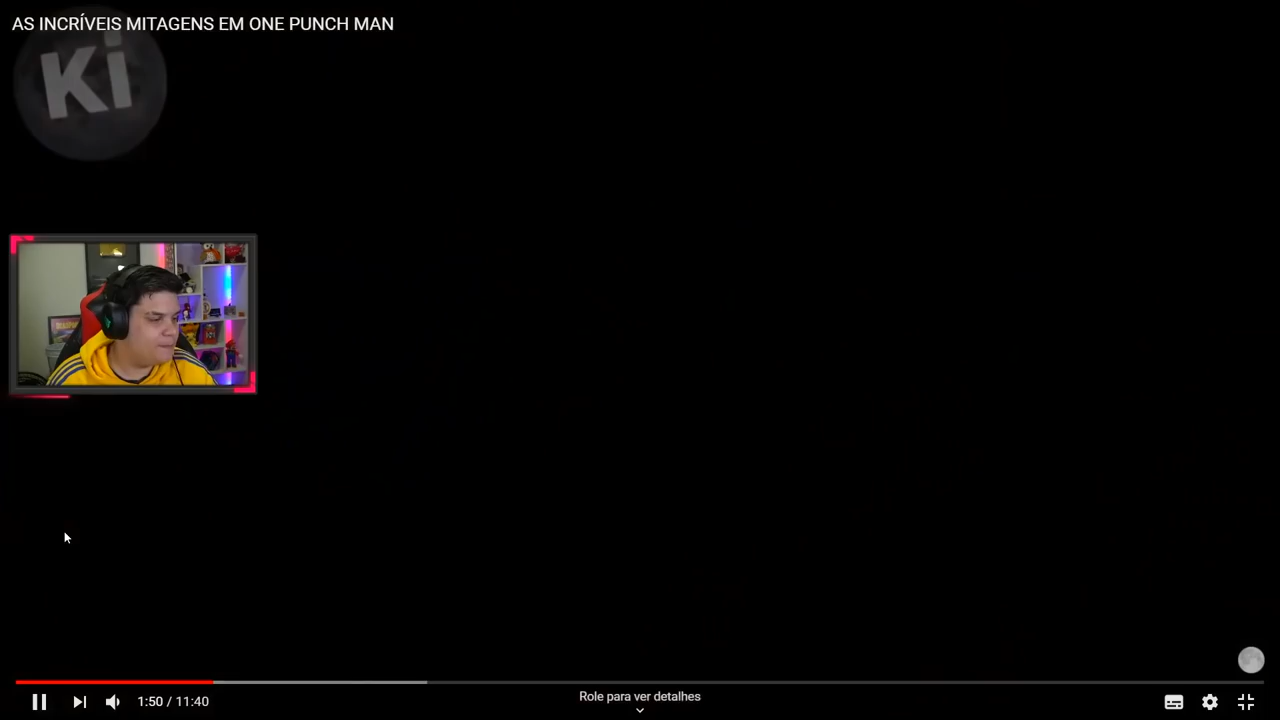 AS INCRÍVEIS MITAGENS EM ONE PUNCH MAN
Ki
1:50 / 11:40
Role para ver detalhes